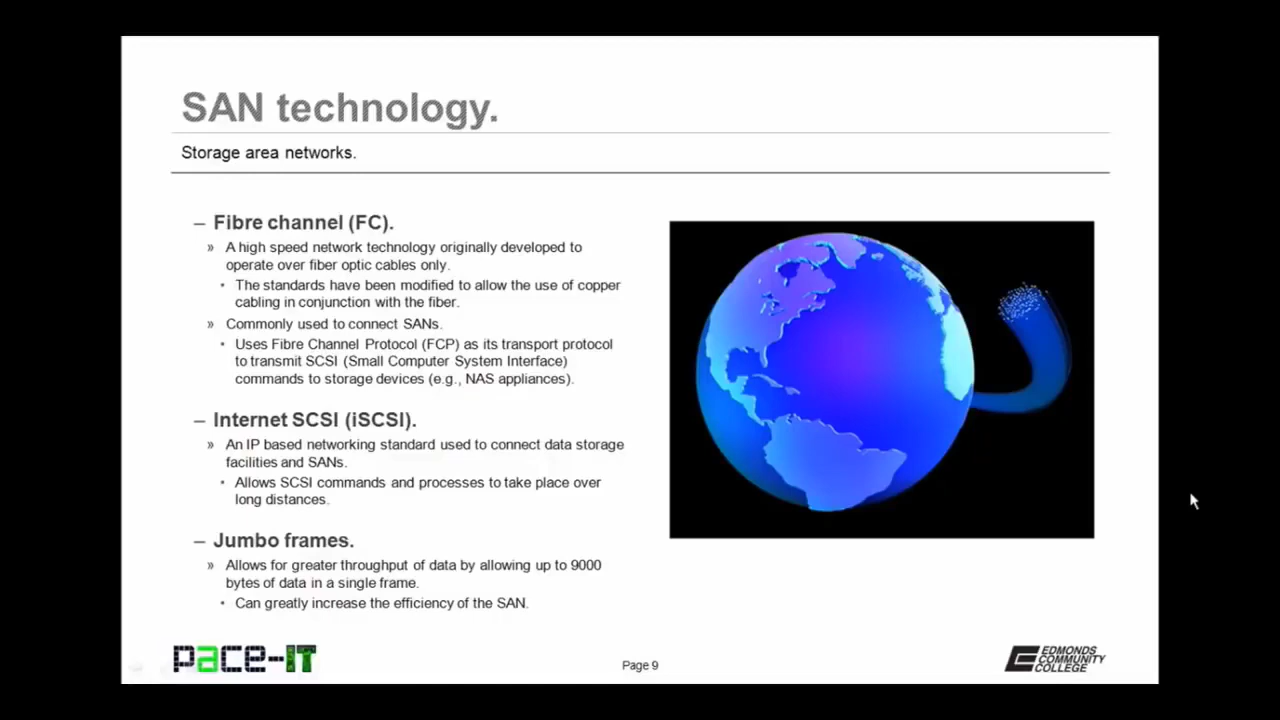 SAN technology.
Storage area networks.
– Fibre channel (FC).
» A high speed network technology originally developed to
operate over fiber optic cables only.
• The standards have been modified to allow the use of copper
cabling in conjunction with the fiber.
» Commonly used to connect SANs.
• Uses Fibre Channel Protocol (FCP) as its transport protocol
to transmit SCSI (Small Computer System Interface)
commands to storage devices (e.g., NAS appliances).
– Internet SCSI (iSCSI).
» An IP based networking standard used to connect data storage
facilities and SANs.
• Allows SCSI commands and processes to take place over
long distances.
– Jumbo frames.
» Allows for greater throughput of data by allowing up to 9000
bytes of data in a single frame.
• Can greatly increase the efficiency of the SAN.
pace-IT
Page 9
EDMONDS
COMMUNITY
COLLEGE